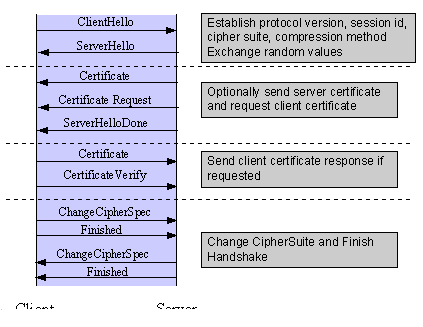 ClientHello
ServerHello
Establish protocol version, session id,
cipher suite, compression method
Exchange random values
Certificate
Certificate Request
ServerHelloDone
Optionally send server certificate
and request client certificate
Certificate
CertificateVerify
Send client certificate response if
requested
ChangeCipherSpec
Finished
ChangeCipherSpec
Finished
Change CipherSuite and Finish
Handshake
Client
Server